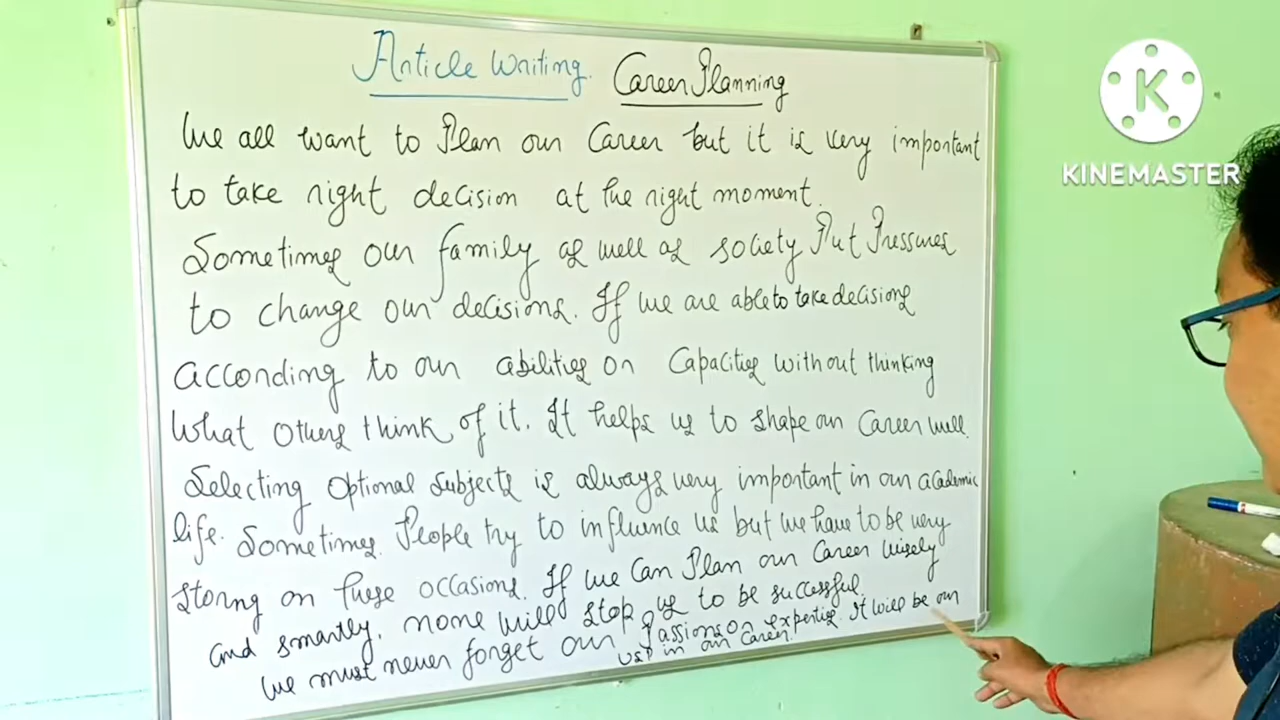 Article Writing. Career Planning
We all want to Plan our Career but it is very important
to take right decision at the right moment.
Sometimes our family as well as society Put Pressures
to change our decisions. If we are able to take decisions
according to our abilities or Capacities without thinking
what others think of it. It helps us to shape our Career well.
Selecting Optional Subjects is always very important in our academic
life. Sometimes People try to influence us but we have to be very
storng on these occasions. If we Can Plan our Career wisely
and smartly, none will stop us to be successful.
We must never forget our Passions or expertise. It will be our
USP in our Career.
KINEMASTER